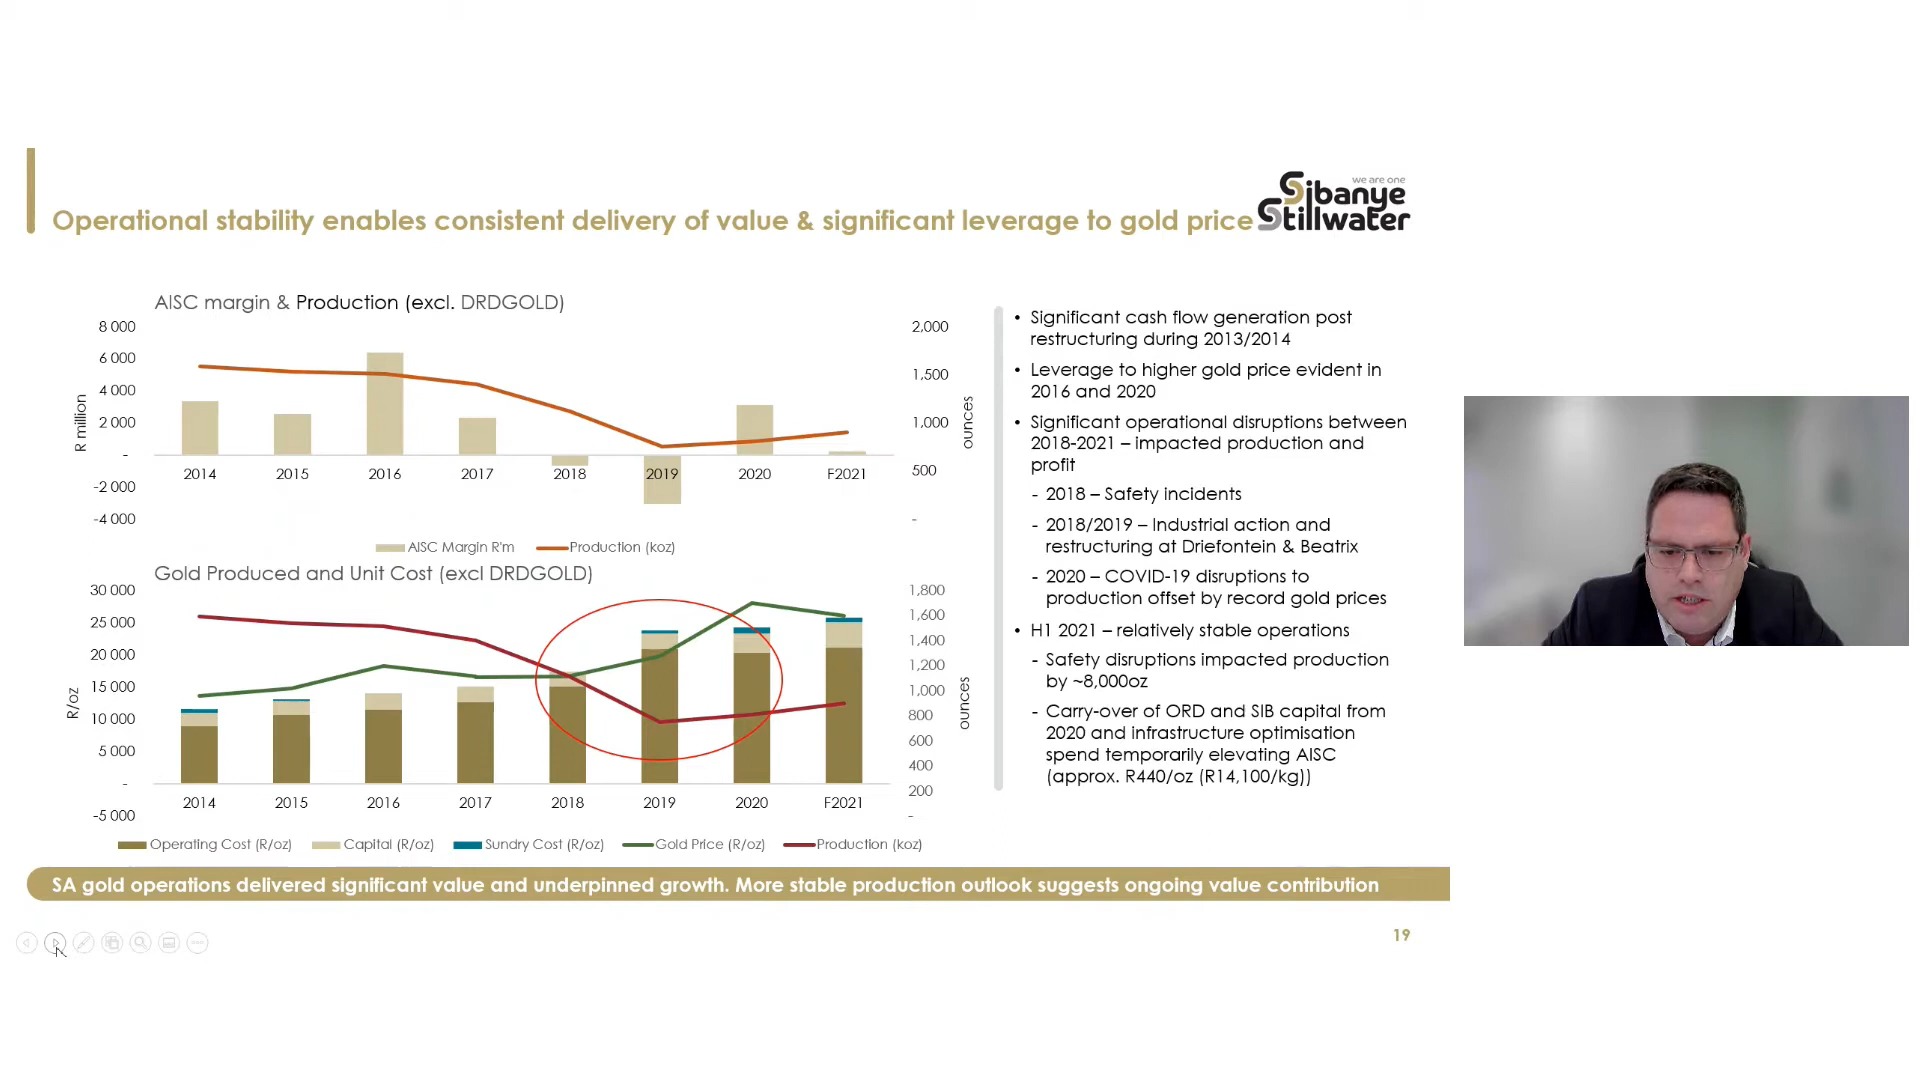 we are one
Sibanye
Stillwater
Operational stability enables consistent delivery of value & significant leverage to gold price
AISC margin & Production (excl. DRDGOLD)
8 000
6 000
4 000
2 000
-
-2 000
-4 000
R million
2,000
1,500
1,000
500
-
ounces
2014 2015 2016 2017 2018 2019 2020 F2021
AISC Margin R'm Production (koz)
Gold Produced and Unit Cost (excl DRDGOLD)
30 000
25 000
20 000
15 000
10 000
5 000
-
-5 000
R/oz
1,800
1,600
1,400
1,200
1,000
800
600
400
200
-
ounces
2014 2015 2016 2017 2018 2019 2020 F2021
Operating Cost (R/oz) Capital (R/oz) Sundry Cost (R/oz) Gold Price (R/oz) Production (koz)
• Significant cash flow generation post
restructuring during 2013/2014
• Leverage to higher gold price evident in
2016 and 2020
• Significant operational disruptions between
2018-2021 – impacted production and
profit
- 2018 – Safety incidents
- 2018/2019 – Industrial action and
restructuring at Driefontein & Beatrix
- 2020 – COVID-19 disruptions to
production offset by record gold prices
• H1 2021 – relatively stable operations
- Safety disruptions impacted production
by ~8,000oz
- Carry-over of ORD and SIB capital from
2020 and infrastructure optimisation
spend temporarily elevating AISC
(approx. R440/oz (R14,100/kg))
SA gold operations delivered significant value and underpinned growth. More stable production outlook suggests ongoing value contribution
19